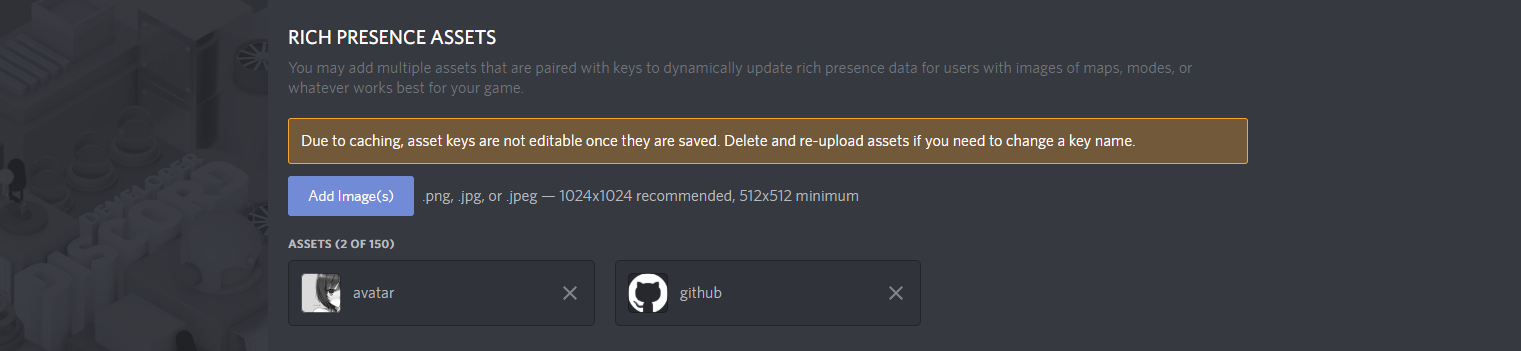 RICH PRESENCE ASSETS
You may add multiple assets that are paired with keys to dynamically update rich presence data for users with images of maps, modes, or
whatever works best for your game.
Due to caching, asset keys are not editable once they are saved. Delete and re-upload assets if you need to change a key name.
Add Image(s) .png, .jpg, or .jpeg — 1024x1024 recommended, 512x512 minimum
ASSETS (2 OF 150)
avatar
github